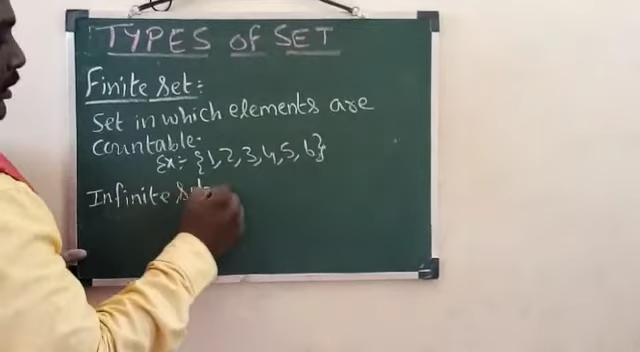 TYPES OF SET
Finite Set:
Set in which elements are
countable.
Ex:- {1,2,3,4,5,6}
Infinite Set